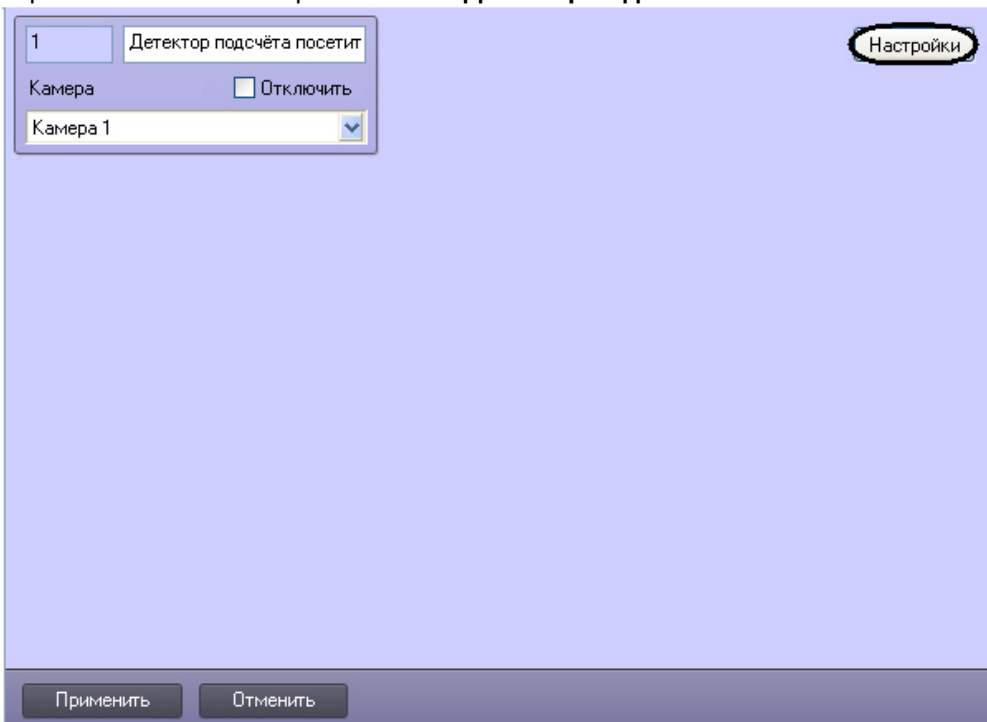 1
Детектор подсчёта посетит
Настройки
Камера
Отключить
Камера 1
Применить
Отменить